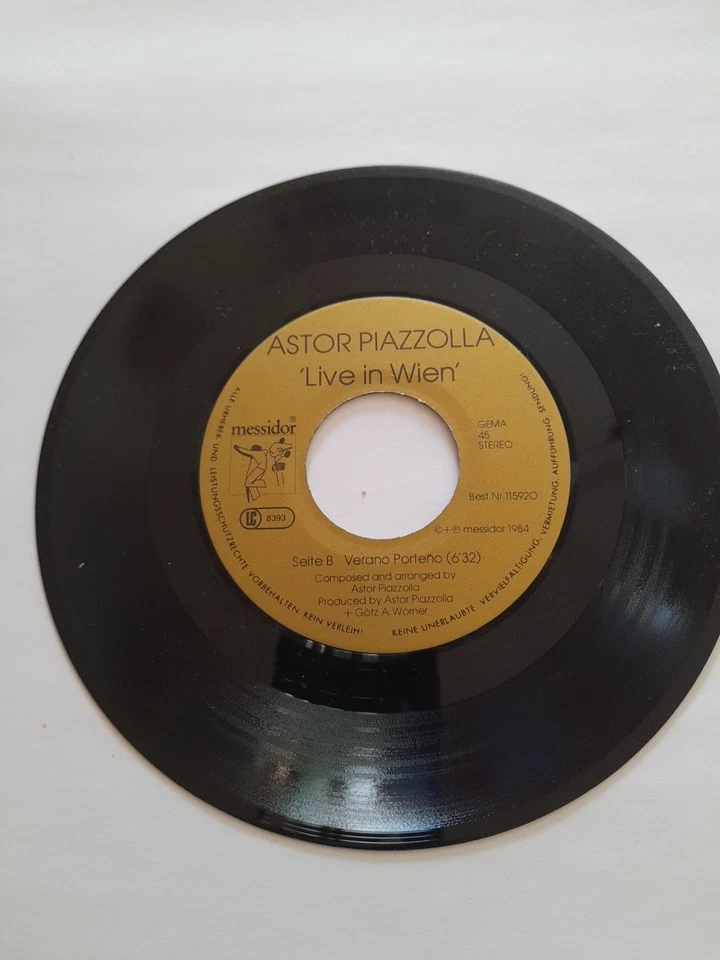 ASTOR PIAZZOLLA
'Live in Wien'
messidor®
LC 8393
GEMA
45
STEREO
Best.Nr.115920
©+℗ messidor 1984
Seite B Verano Porteño (6'32)
Composed and arranged by
Astor Piazzolla
Produced by Astor Piazzolla
+ Götz A. Wörner
ALLE URHEBER- UND LEISTUNGSSCHUTZRECHTE VORBEHALTEN. KEIN VERLEIH! KEINE UNERLAUBTE VERVIELFALTIGUNG, VERMIETUNG, AUFFUHRUNG, SENDUNG!